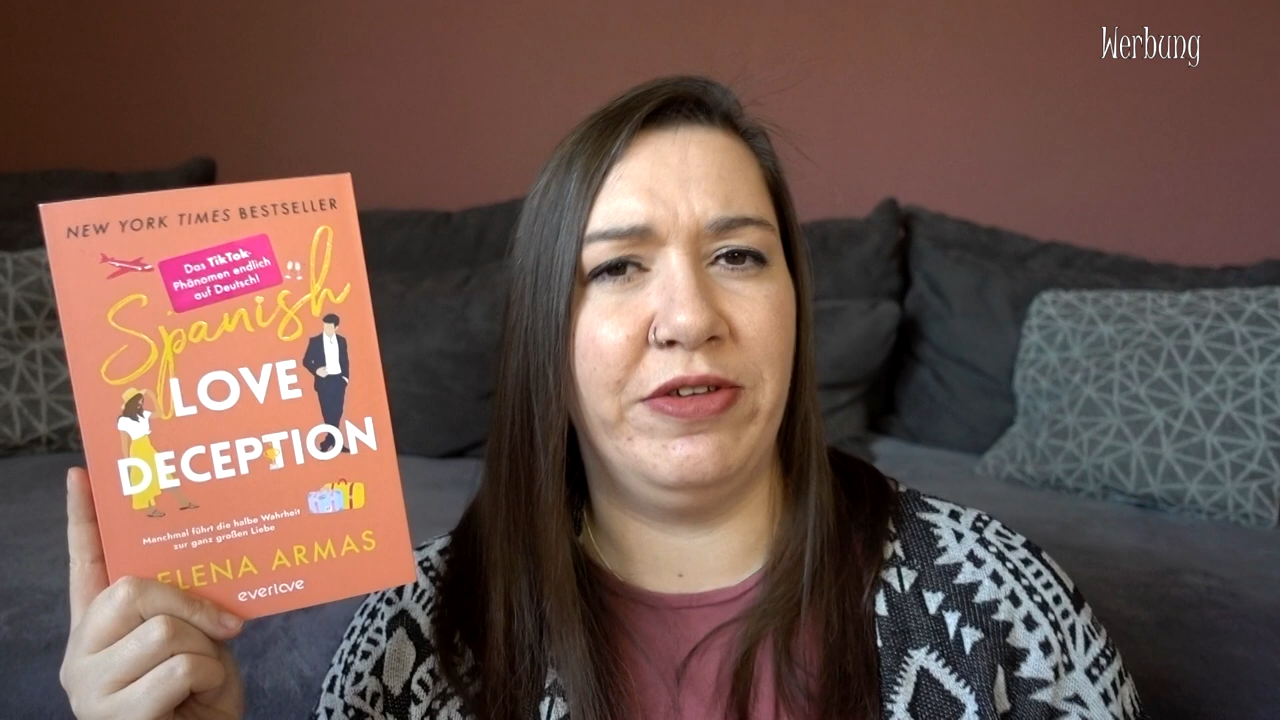 Werbung
NEW YORK TIMES BESTSELLER
Das TikTok-
Phänomen endlich
auf Deutsch!
Spanish
LOVE
DECEPTION
Manchmal führt die halbe Wahrheit
zur ganz großen Liebe
ELENA ARMAS
everlove